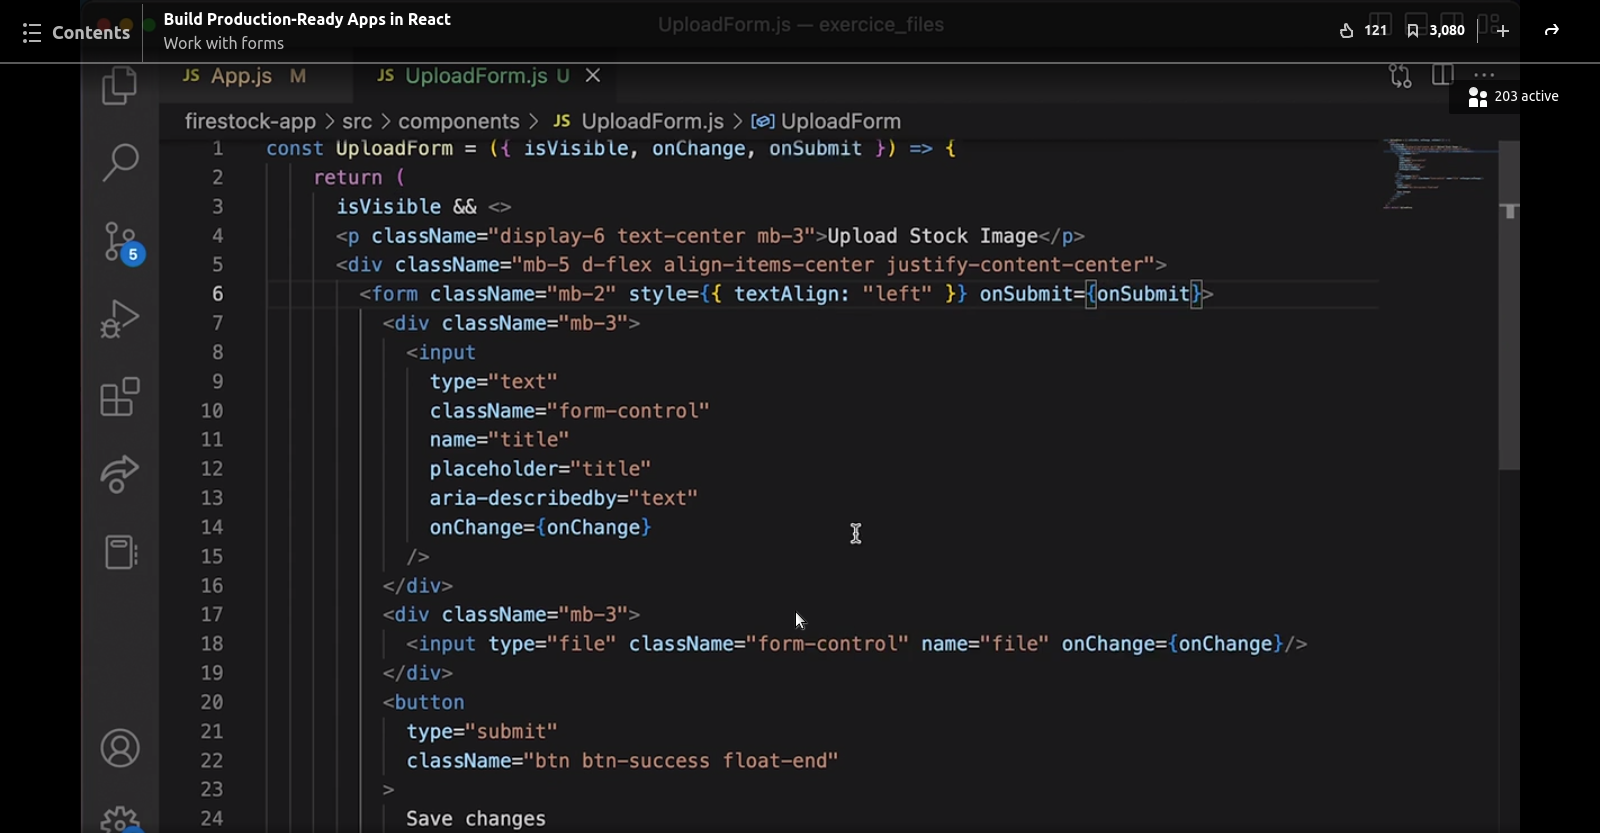 Contents
Build Production-Ready Apps in React
Work with forms
UploadForm.js — exercice_files
121
3,080
203 active
JS App.js M
JS UploadForm.js U
firestock-app > src > components > JS UploadForm.js > UploadForm
5
1 const UploadForm = ({ isVisible, onChange, onSubmit }) => {
2 return (
3 isVisible && <>
4 <p className="display-6 text-center mb-3">Upload Stock Image</p>
5 <div className="mb-5 d-flex align-items-center justify-content-center">
6 <form className="mb-2" style={{ textAlign: "left" }} onSubmit={onSubmit}>
7 <div className="mb-3">
8 <input
9 type="text"
10 className="form-control"
11 name="title"
12 placeholder="title"
13 aria-describedby="text"
14 onChange={onChange}
15 />
16 </div>
17 <div className="mb-3">
18 <input type="file" className="form-control" name="file" onChange={onChange}/>
19 </div>
20 <button
21 type="submit"
22 className="btn btn-success float-end"
23 >
24 Save changes